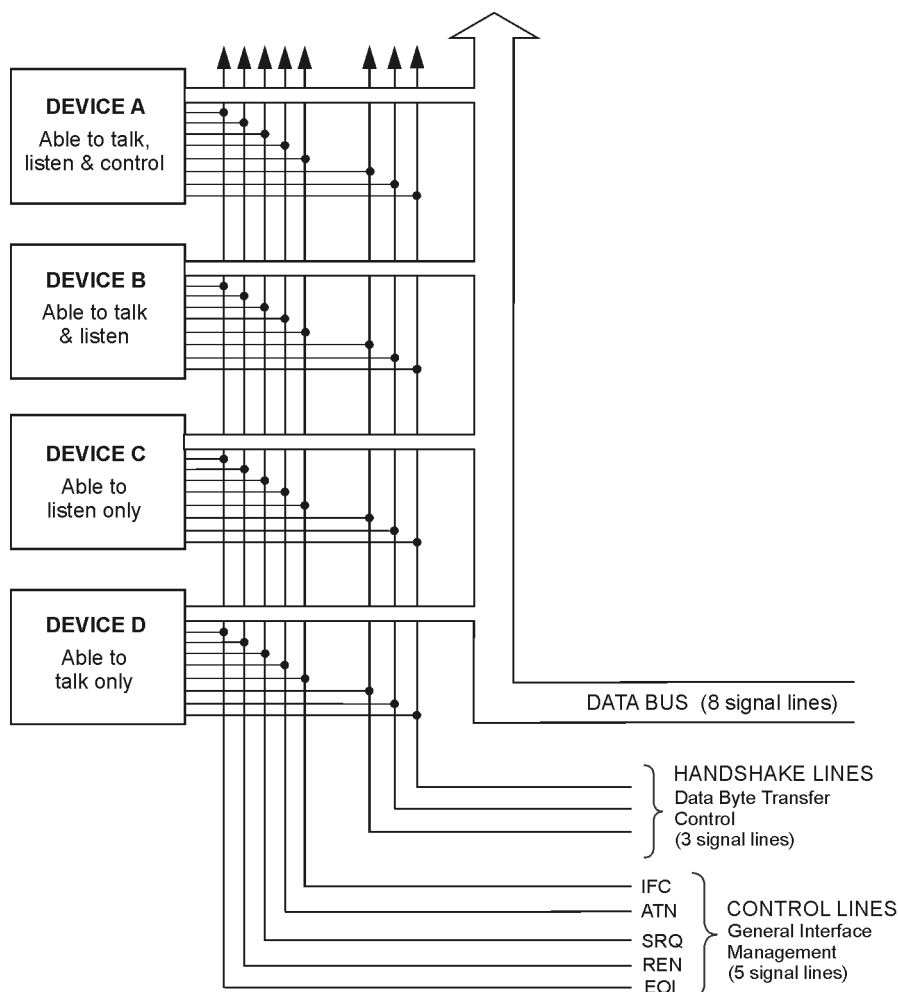 DEVICE A
Able to talk,
listen & control
DEVICE B
Able to talk
& listen
DEVICE C
Able to
listen only
DEVICE D
Able to
talk only
DATA BUS (8 signal lines)
HANDSHAKE LINES
Data Byte Transfer
Control
(3 signal lines)
IFC
ATN
SRQ
REN
EOI
CONTROL LINES
General Interface
Management
(5 signal lines)